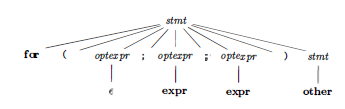 stmt
for ( optexpr ; optexpr ; optexpr ) stmt
ϵ expr expr other